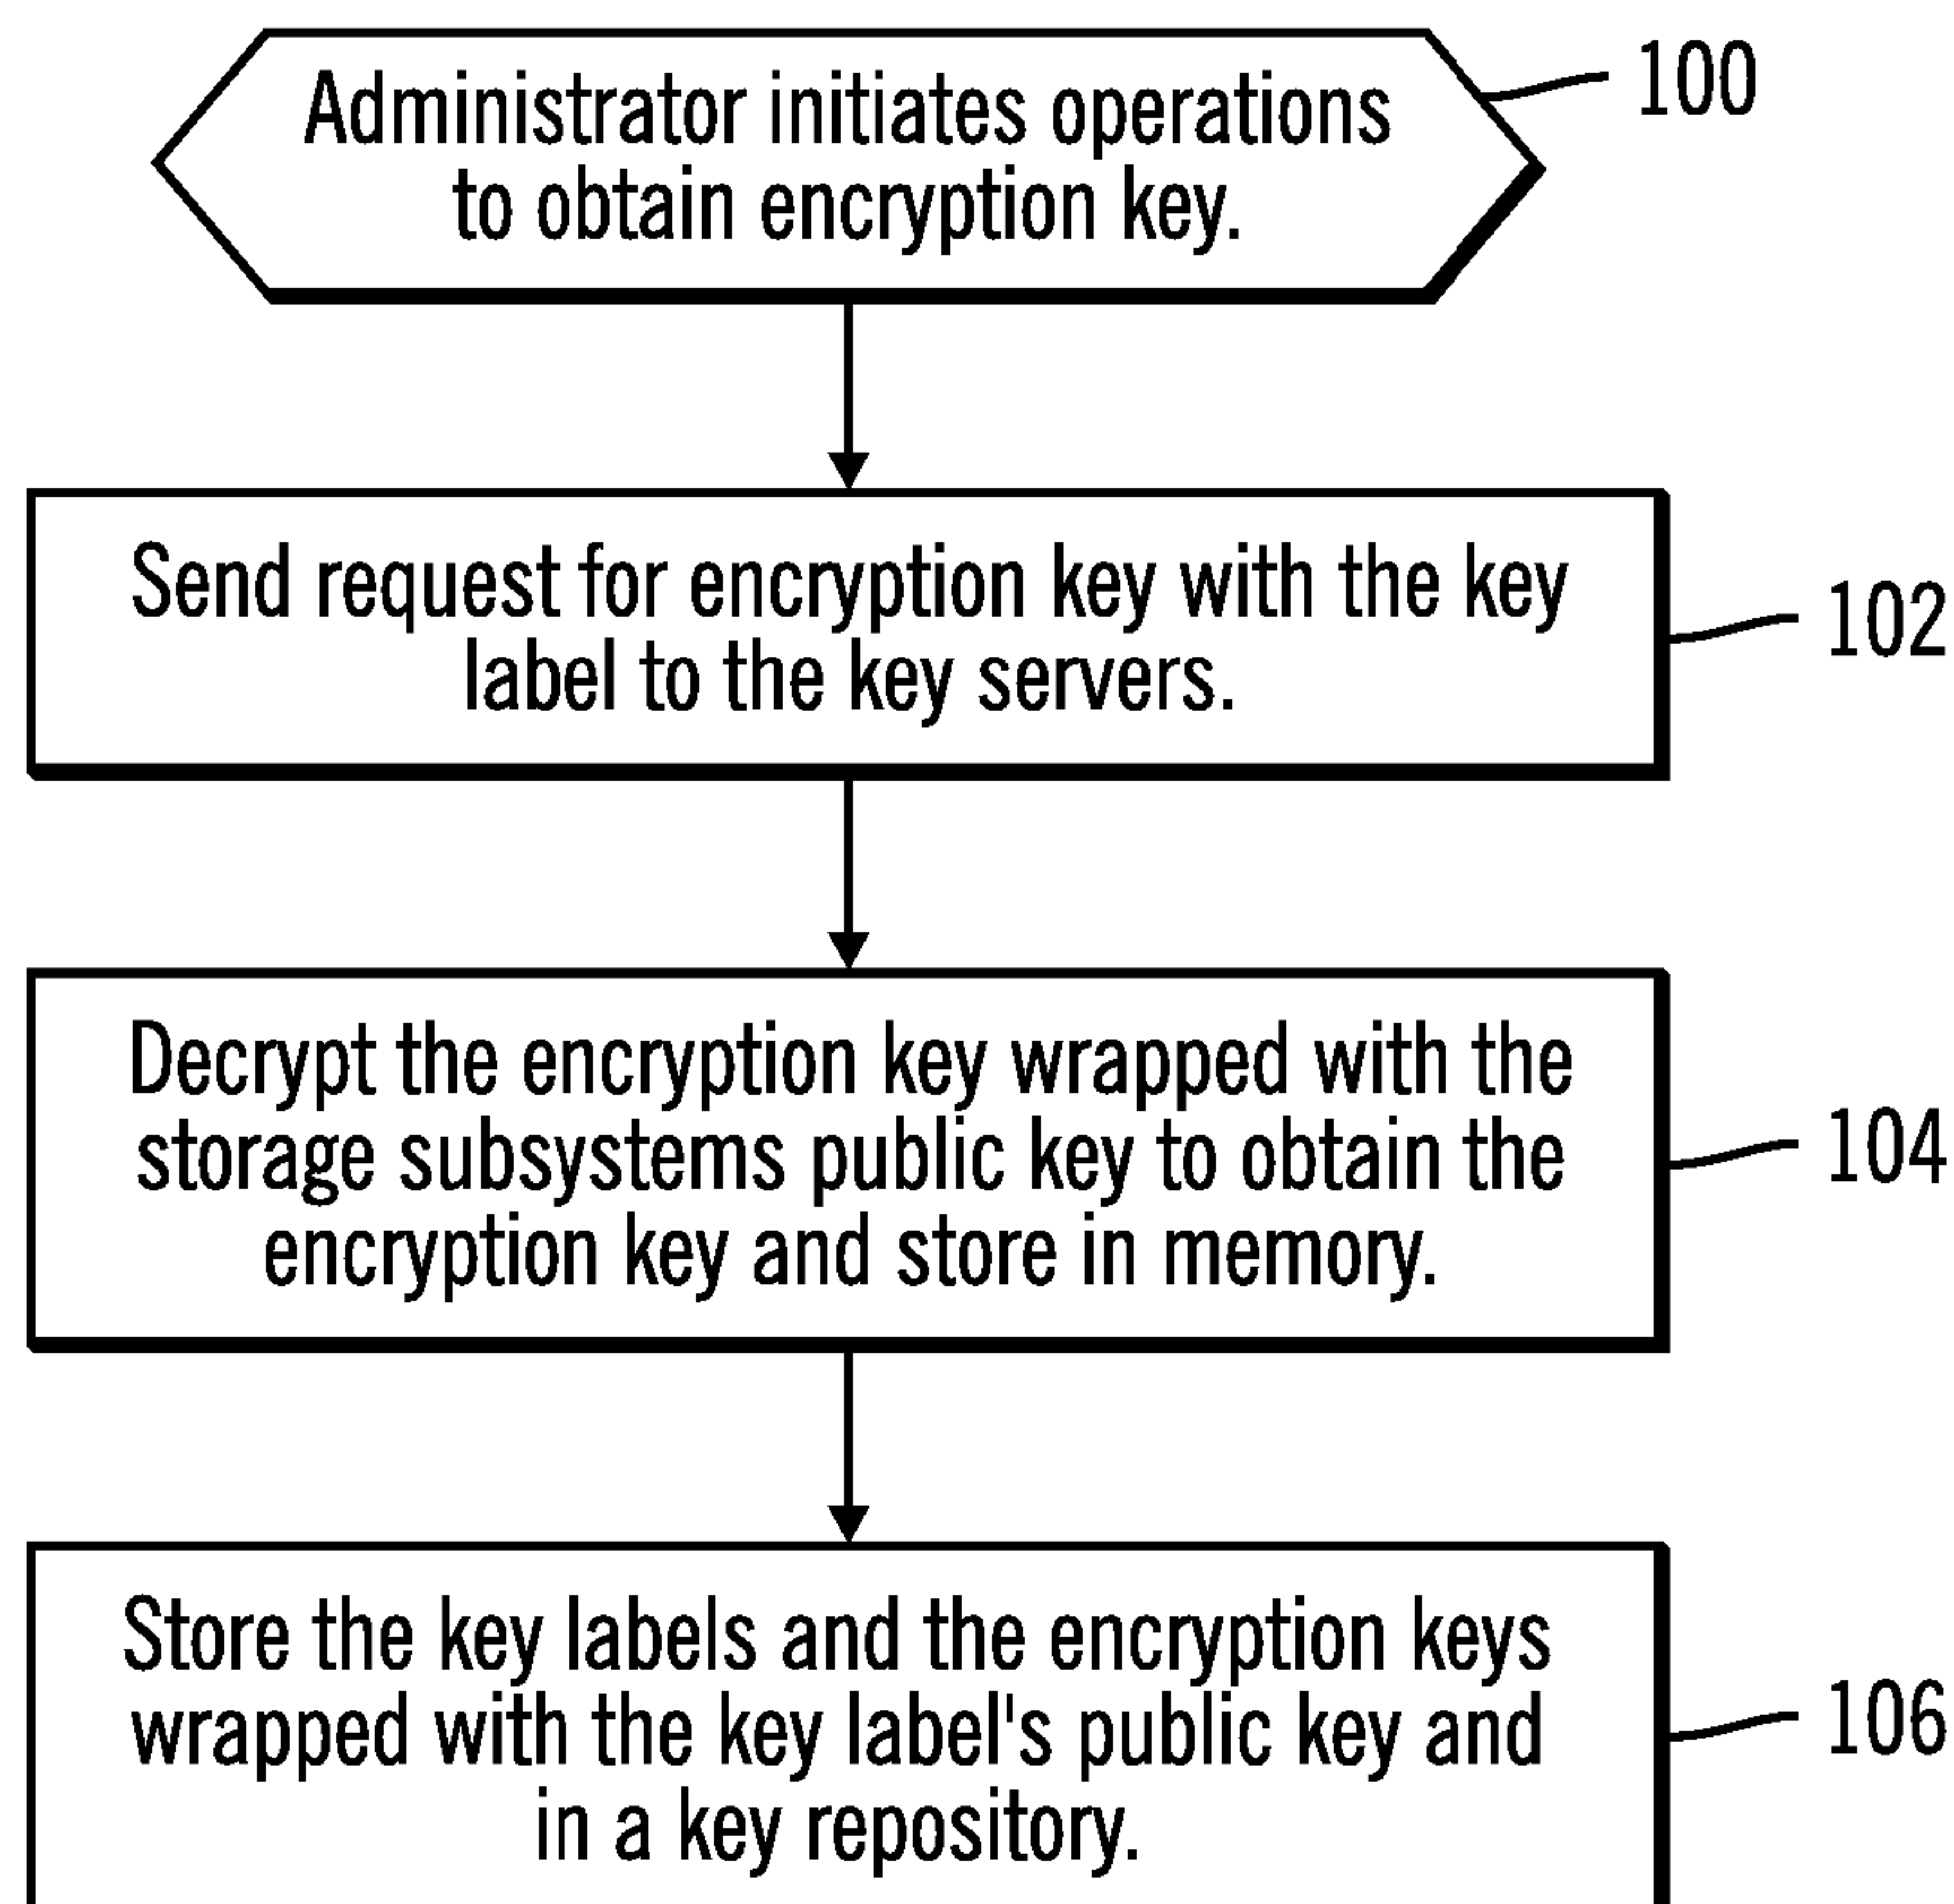 Administrator initiates operations
to obtain encryption key.
100
Send request for encryption key with the key
label to the key servers.
102
Decrypt the encryption key wrapped with the
storage subsystems public key to obtain the
encryption key and store in memory.
104
Store the key labels and the encryption keys
wrapped with the key label's public key and
in a key repository.
106